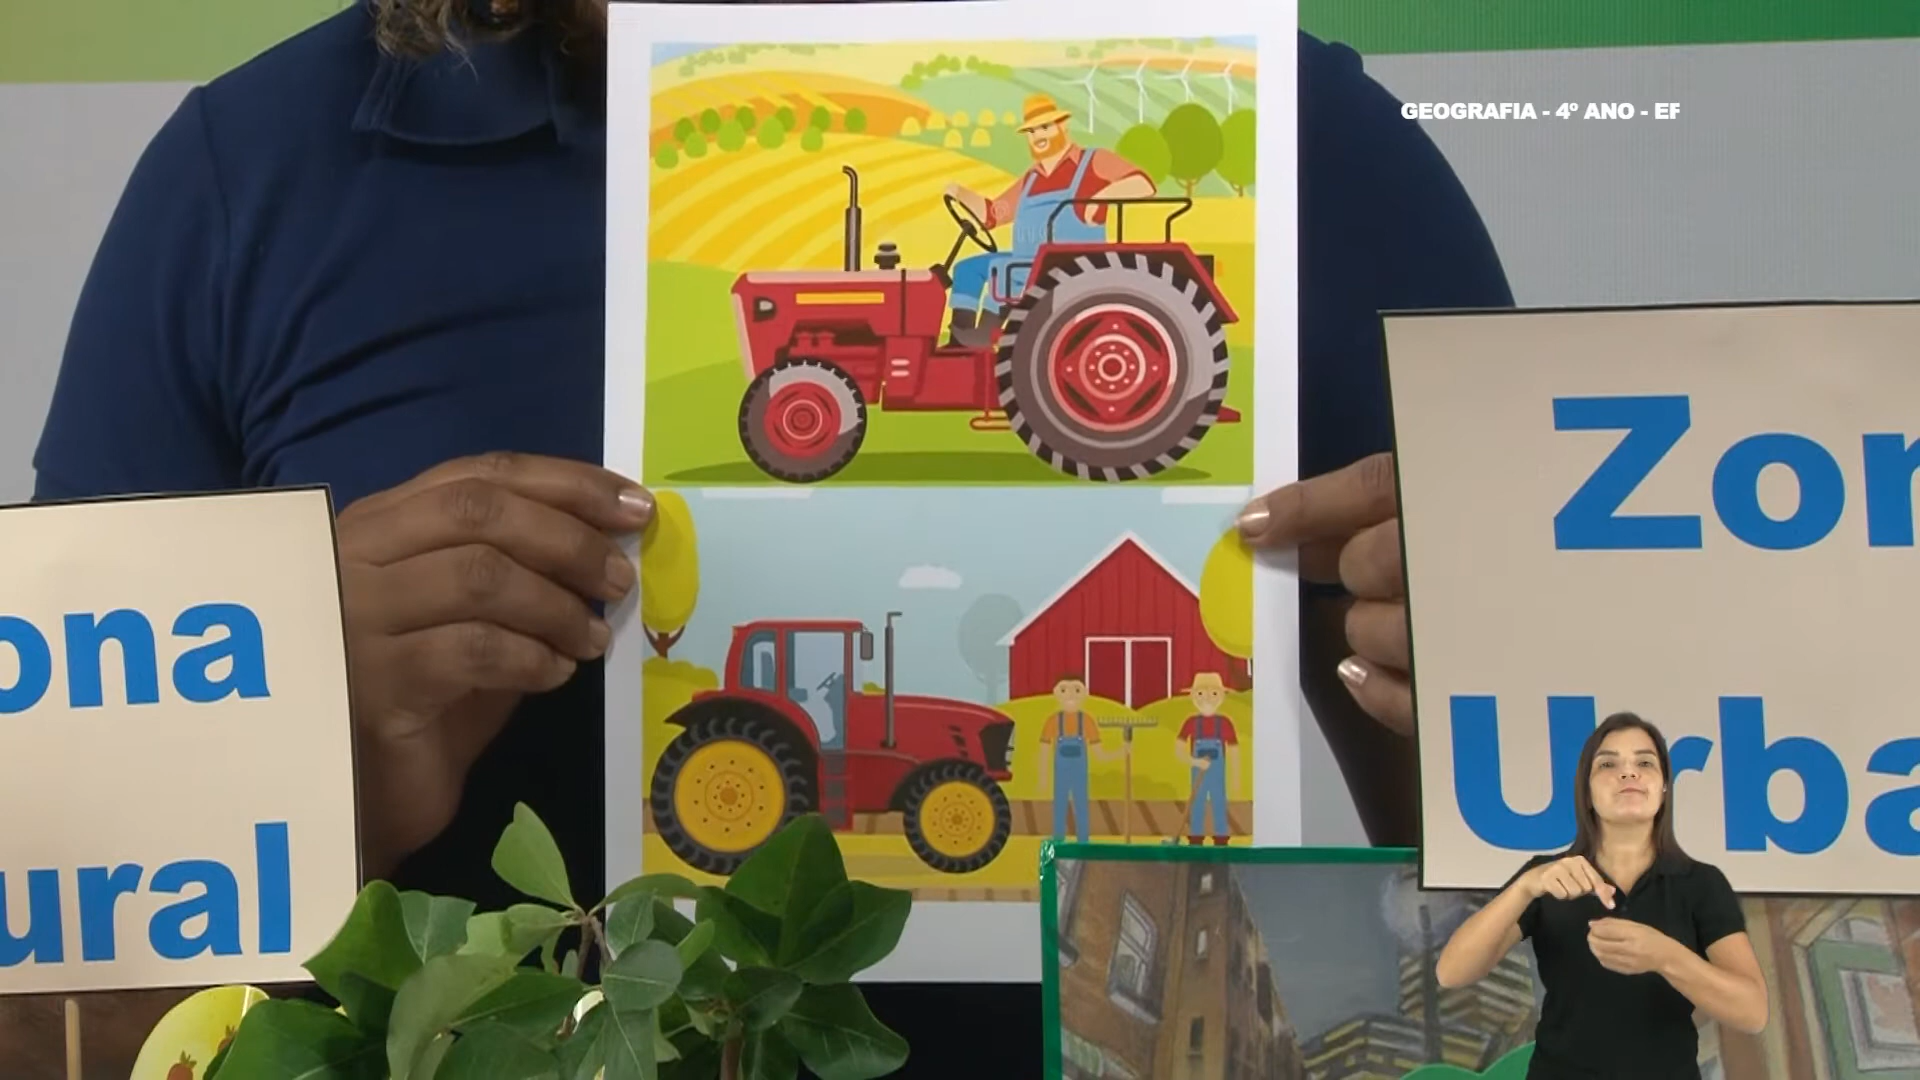 GEOGRAFIA - 4º ANO - EF
ona
ural
Zon
Urba